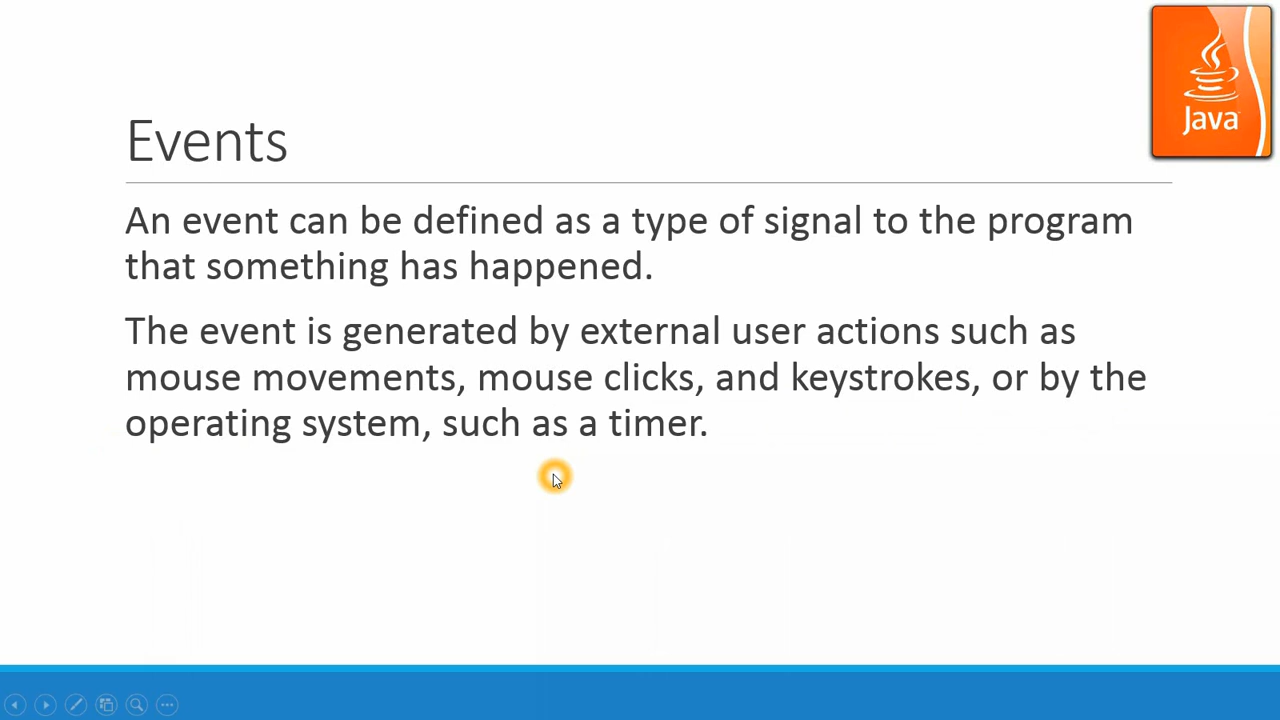 Java
Events
An event can be defined as a type of signal to the program
that something has happened.
The event is generated by external user actions such as
mouse movements, mouse clicks, and keystrokes, or by the
operating system, such as a timer.